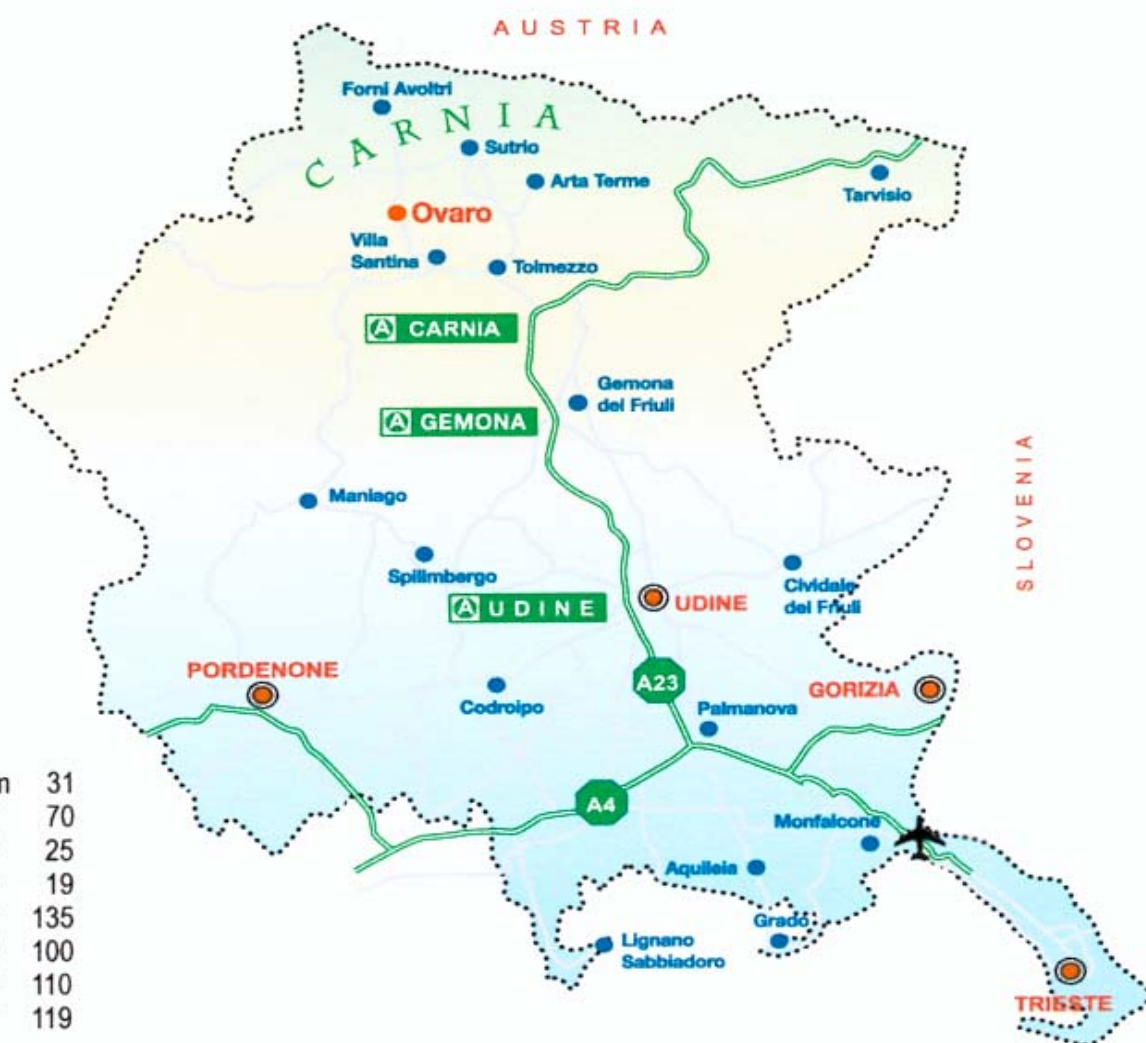 AUSTRIA
Forni Avoltri
CARNIA
Sutrio
Arta Terme
Tarvisio
Ovaro
Villa
Santina
Tolmezzo
A CARNIA
Gemona
del Friuli
A GEMONA
SLOVENIA
Maniago
Spilimbergo
Cividale
del Friuli
A UDINE
UDINE
PORDENONE
A23
GORIZIA
Codroipo
Palmanova
m 31
70
25
19
135
100
110
119
A4
Monfalcone
Aquileia
Grado
Lignano
Sabbiadoro
TRIESTE